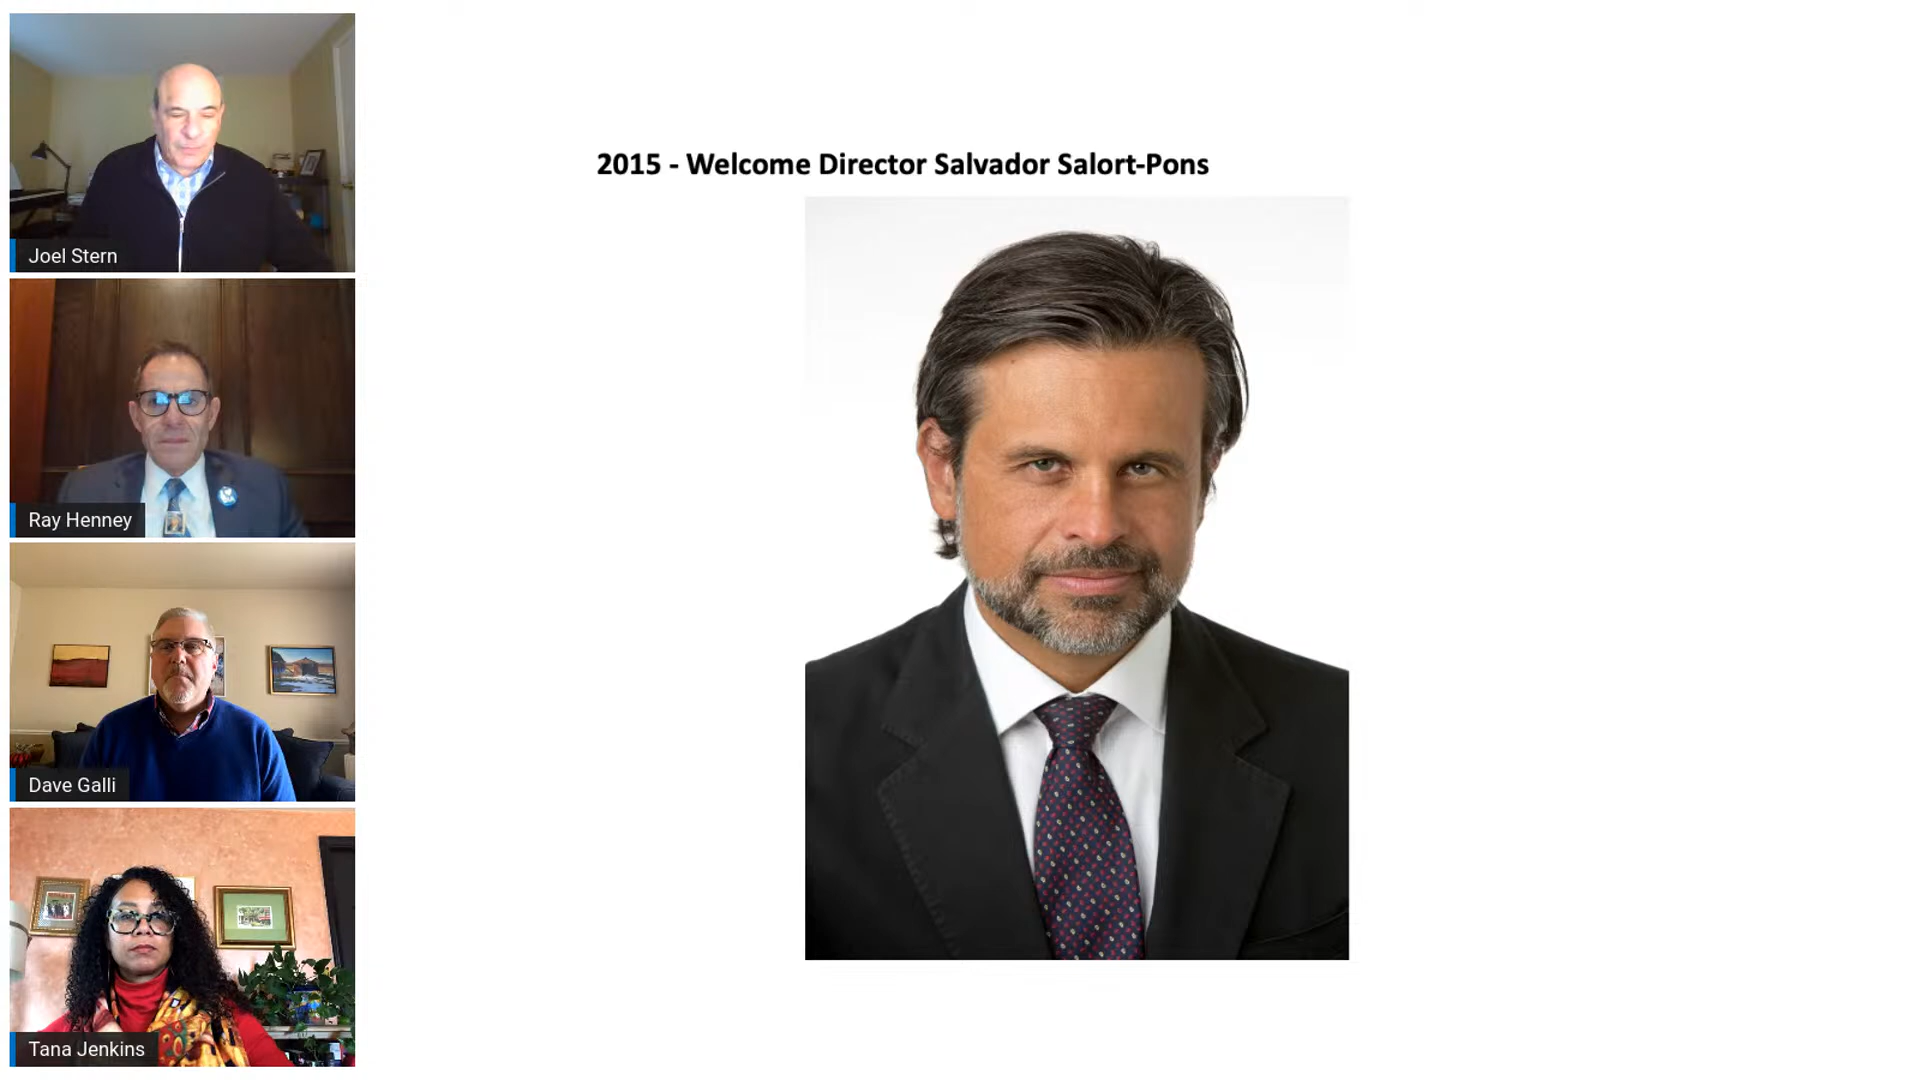 2015 - Welcome Director Salvador Salort-Pons
Joel Stern
Ray Henney
Dave Galli
Tana Jenkins